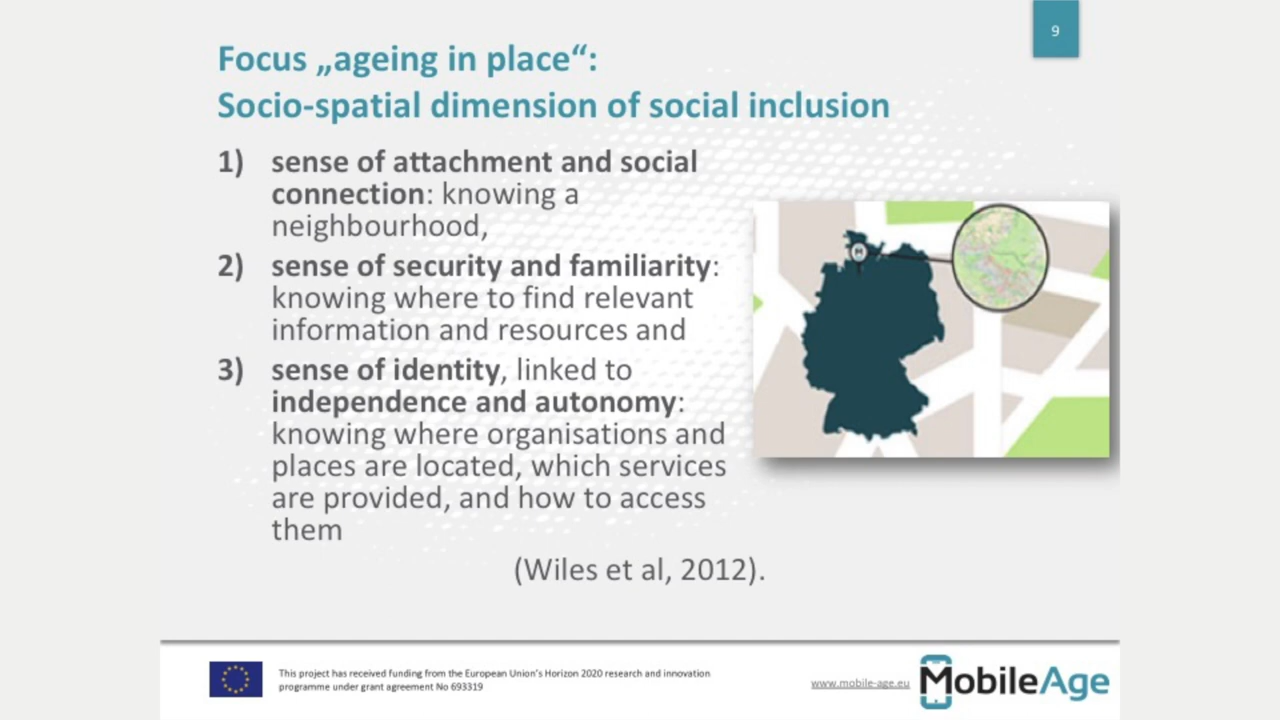 9
Focus „ageing in place“:
Socio-spatial dimension of social inclusion
1) sense of attachment and social
connection: knowing a
neighbourhood,
2) sense of security and familiarity:
knowing where to find relevant
information and resources and
3) sense of identity, linked to
independence and autonomy:
knowing where organisations and
places are located, which services
are provided, and how to access
them
(Wiles et al, 2012).
This project has received funding from the European Union's Horizon 2020 research and innovation
programme under grant agreement No 693319
www.mobile-age.eu
MobileAge